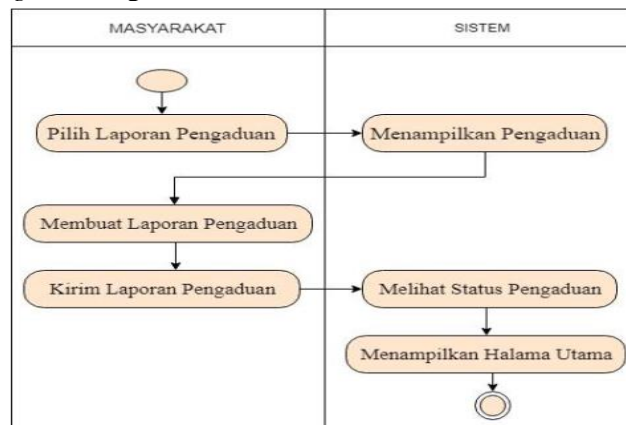 MASYARAKAT
SISTEM
Pilih Laporan Pengaduan
Menampilkan Pengaduan
Membuat Laporan Pengaduan
Kirim Laporan Pengaduan
Melihat Status Pengaduan
Menampilkan Halama Utama